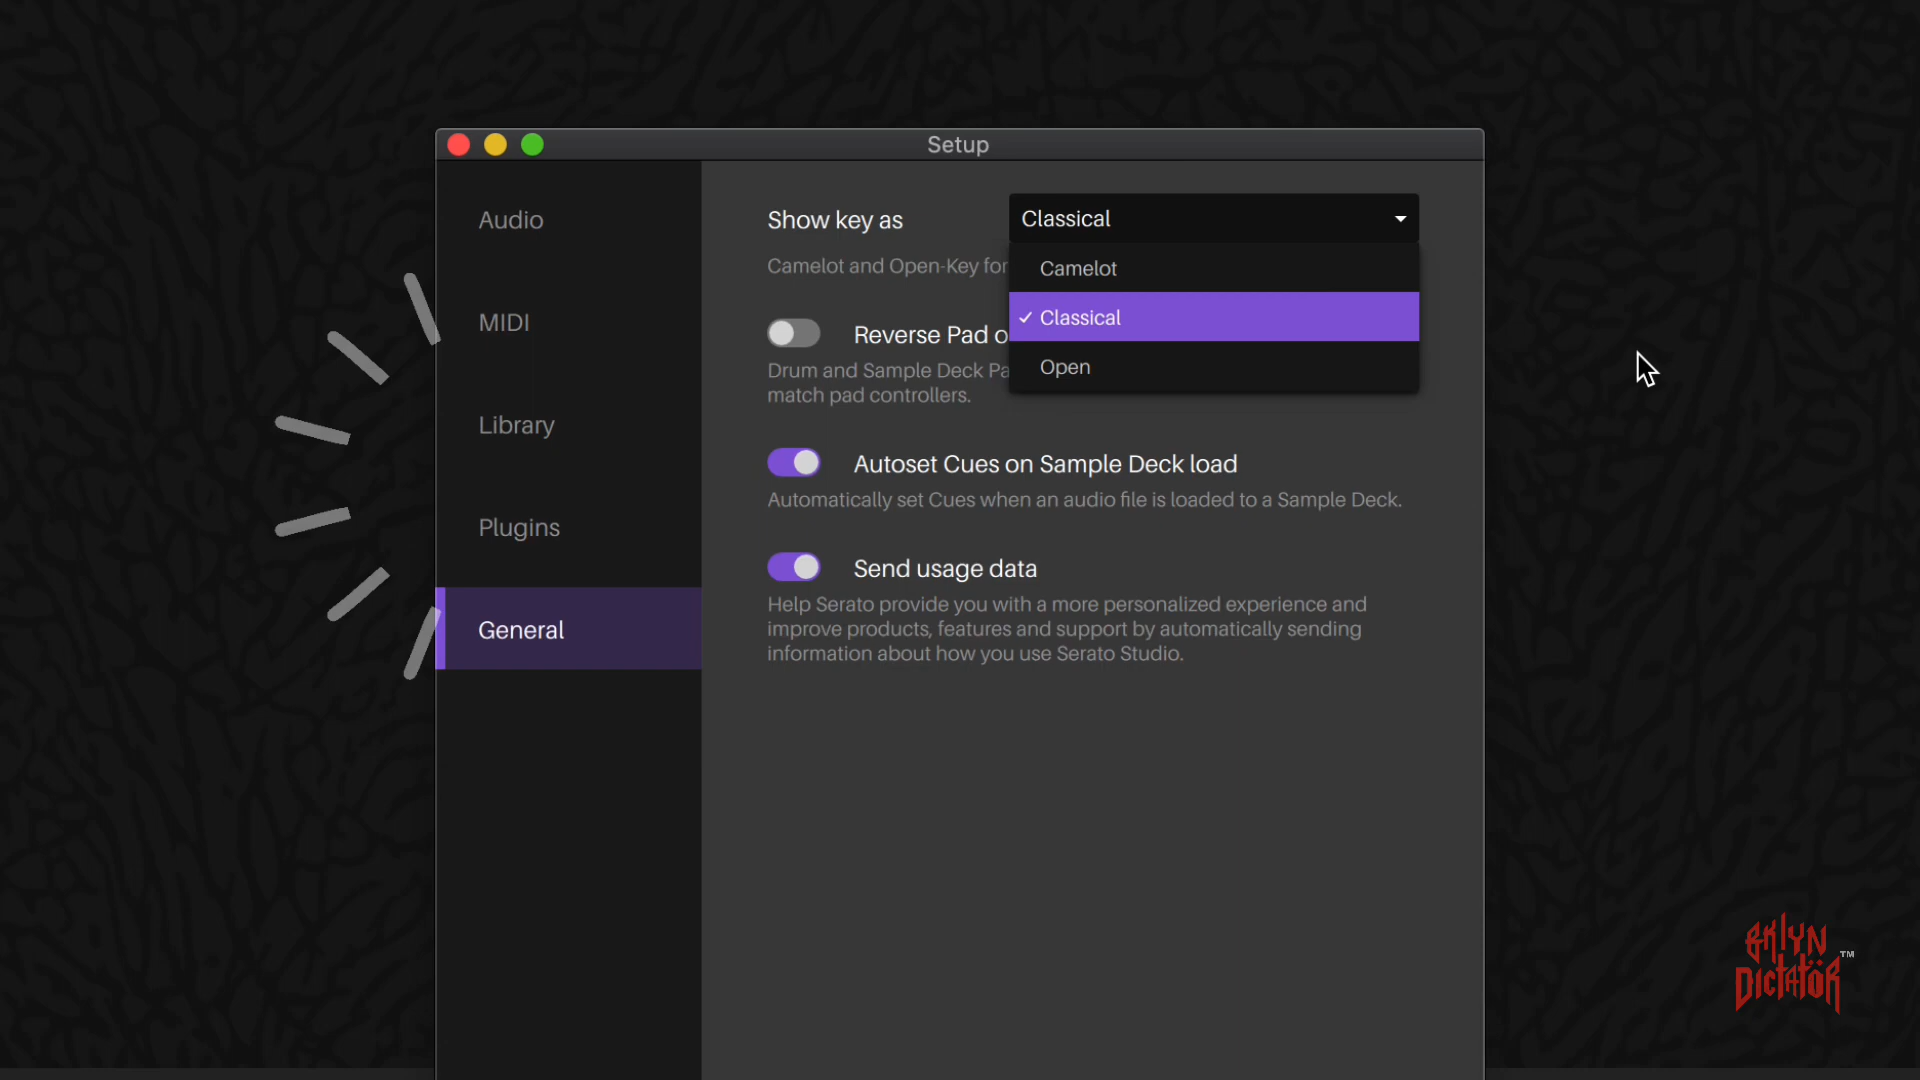 Setup
Audio
MIDI
Library
Plugins
General
Show key as
Classical
Camelot and Open-Key for
Camelot
Classical
Open
Reverse Pad o
Drum and Sample Deck Pa
match pad controllers.
Autoset Cues on Sample Deck load
Automatically set Cues when an audio file is loaded to a Sample Deck.
Send usage data
Help Serato provide you with a more personalized experience and
improve products, features and support by automatically sending
information about how you use Serato Studio.
BKLYN
DICTATÖR™